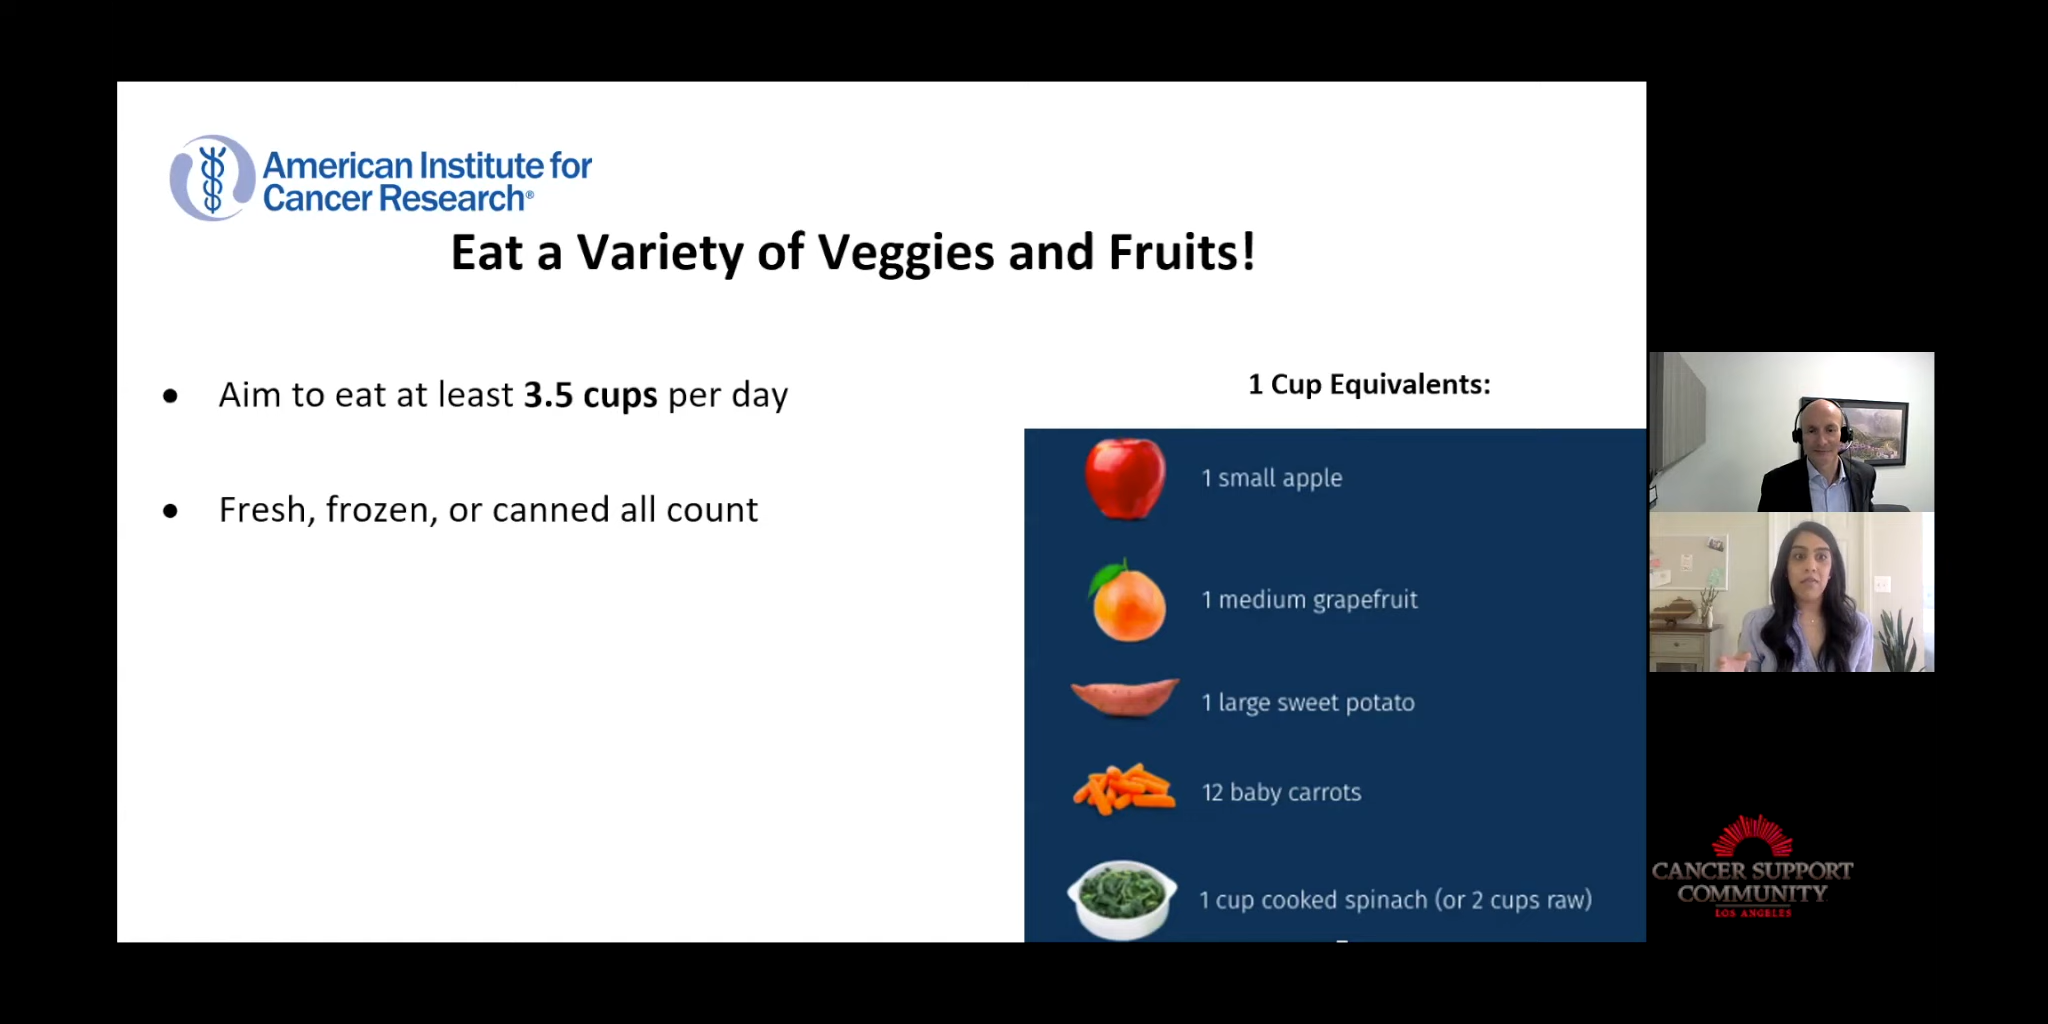 American Institute for
Cancer Research®
Eat a Variety of Veggies and Fruits!
• Aim to eat at least 3.5 cups per day
• Fresh, frozen, or canned all count
1 Cup Equivalents:
1 small apple
1 medium grapefruit
1 large sweet potato
12 baby carrots
1 cup cooked spinach (or 2 cups raw)
CANCER SUPPORT
COMMUNITY
LOS ANGELES